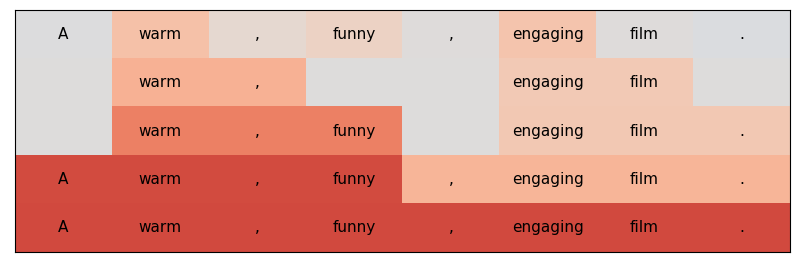 A warm , funny , engaging film .
warm , engaging film
warm , funny engaging film .
A warm , funny , engaging film .
A warm , funny , engaging film .